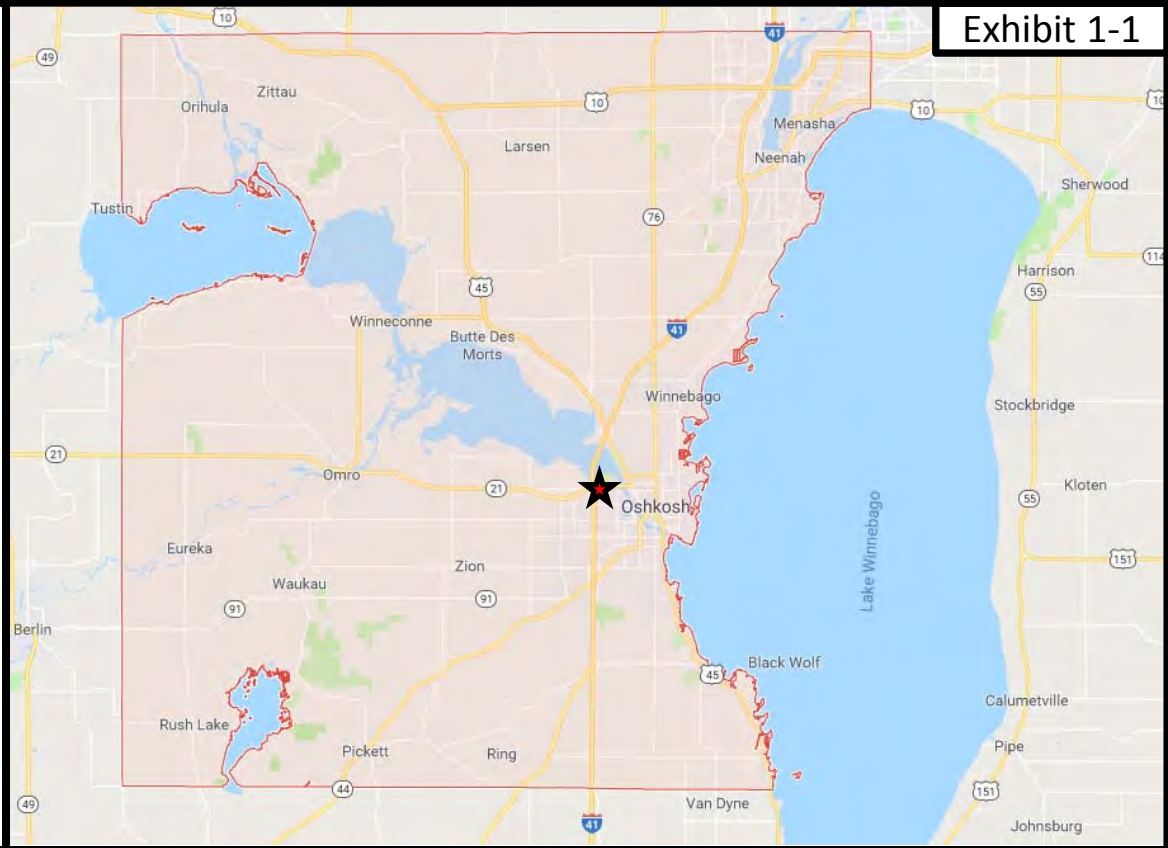 Exhibit 1-1
10
41
49
Zittau
Orihula
10
10
10
Menasha
Larsen
Neenah
Sherwood
Tustin
76
114
Harrison
45
55
Winneconne
41
Butte Des
Morts
Winnebago
Stockbridge
21
Omro
21
Kloten
55
Oshkosh
Lake Winnebago
Eureka
Zion
151
Waukau
91
91
Berlin
Black Wolf
45
Calumetville
Rush Lake
Pickett
Ring
Pipe
44
151
49
Van Dyne
41
Johnsburg